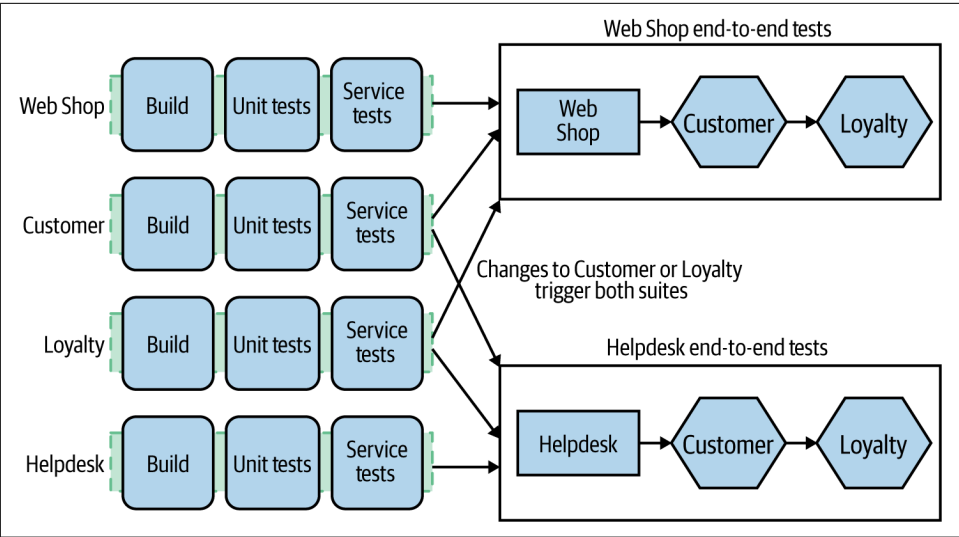 Web Shop end-to-end tests
Web Shop
Build
Unit tests
Service
tests
Web
Shop
Customer
Loyalty
Customer
Build
Unit tests
Service
tests
Changes to Customer or Loyalty
trigger both suites
Loyalty
Build
Unit tests
Service
tests
Helpdesk end-to-end tests
Helpdesk
Build
Unit tests
Service
tests
Helpdesk
Customer
Loyalty